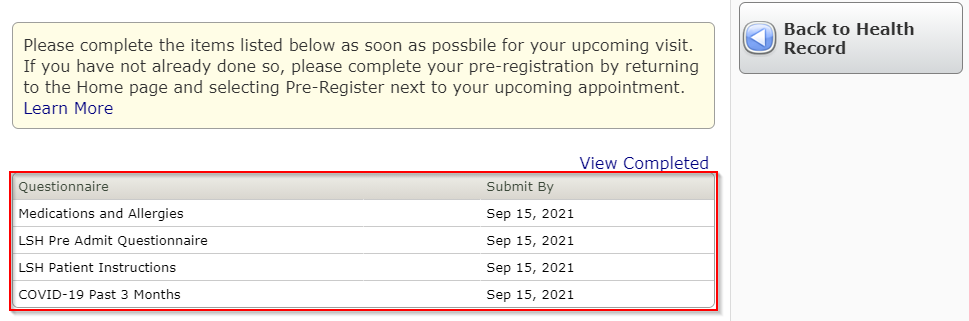 Please complete the items listed below as soon as possbile for your upcoming visit.
If you have not already done so, please complete your pre-registration by returning
to the Home page and selecting Pre-Register next to your upcoming appointment.
Learn More
Back to Health
Record
View Completed
Questionnaire Submit By
Medications and Allergies Sep 15, 2021
LSH Pre Admit Questionnaire Sep 15, 2021
LSH Patient Instructions Sep 15, 2021
COVID-19 Past 3 Months Sep 15, 2021